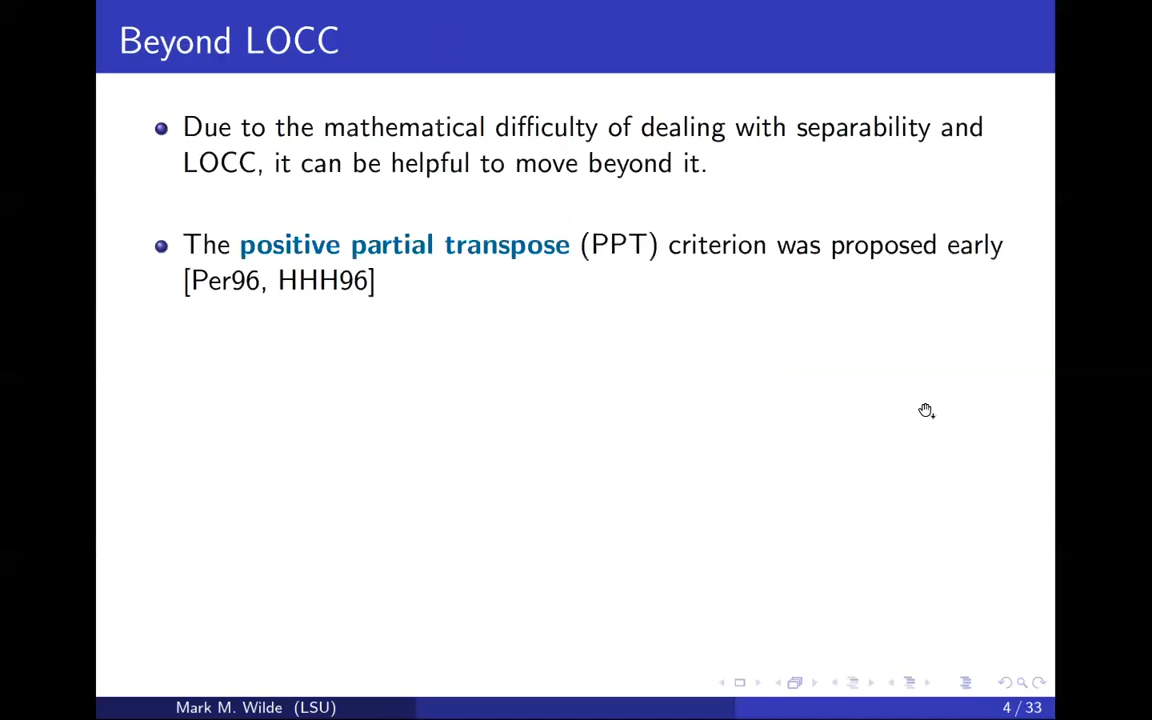 Beyond LOCC
Due to the mathematical difficulty of dealing with separability and
LOCC, it can be helpful to move beyond it.
The positive partial transpose (PPT) criterion was proposed early
[Per96, HHH96]
Mark M. Wilde (LSU)
4 / 33